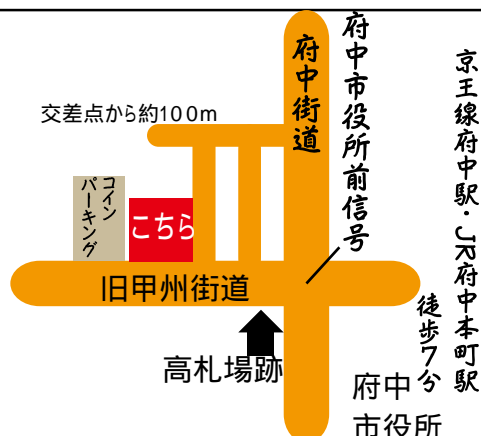 京王線府中駅・JR府中本町駅
徒歩7分
府中市役所前信号
府中街道
交差点から約100m
コイン
パーキング
こちら
旧甲州街道
高札場跡
府中
市役所